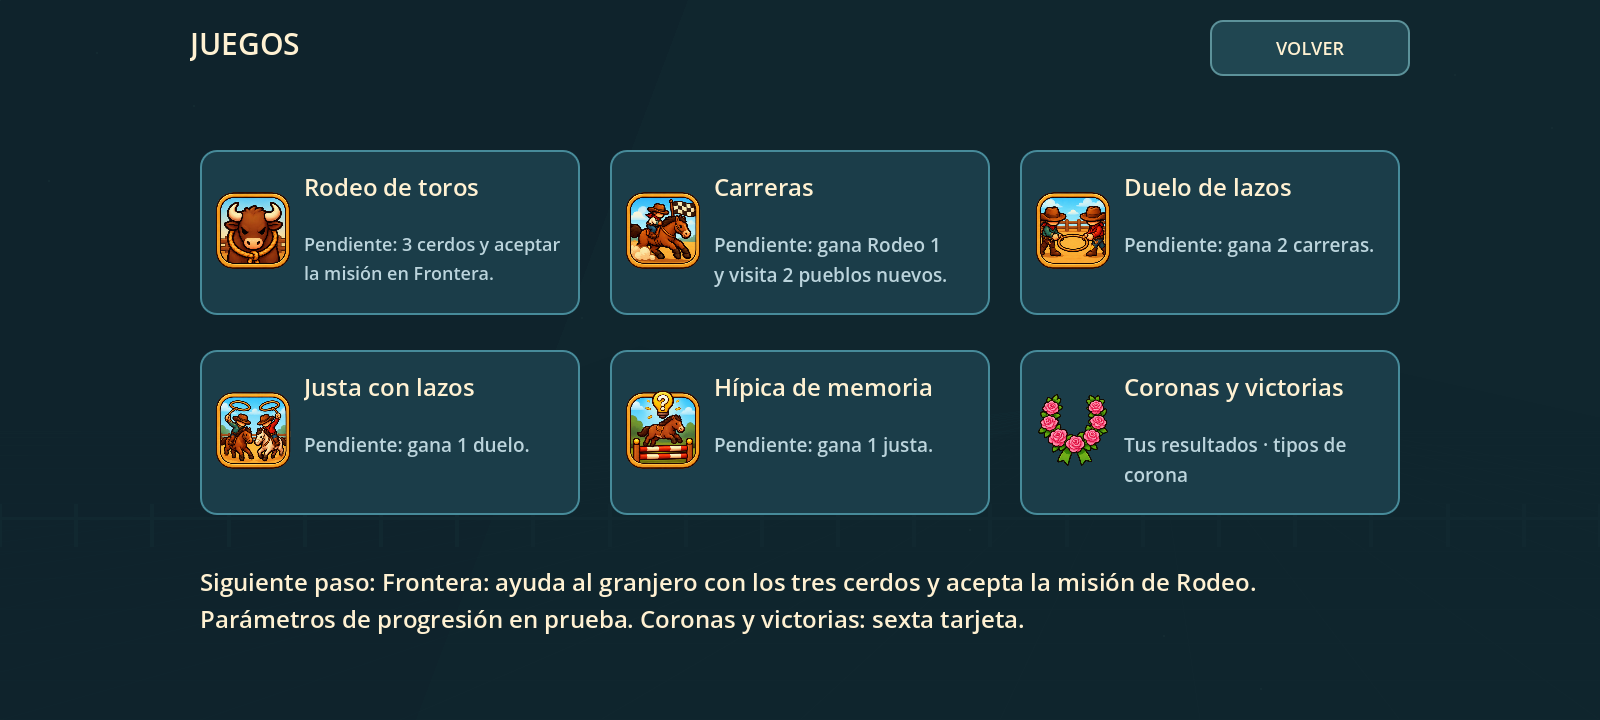 JUEGOS
VOLVER
Rodeo de toros
Pendiente: 3 cerdos y aceptar
la misión en Frontera.
Carreras
Pendiente: gana Rodeo 1
y visita 2 pueblos nuevos.
Duelo de lazos
Pendiente: gana 2 carreras.
Justa con lazos
Pendiente: gana 1 duelo.
Hípica de memoria
Pendiente: gana 1 justa.
?
Coronas y victorias
Tus resultados · tipos de
corona
Siguiente paso: Frontera: ayuda al granjero con los tres cerdos y acepta la misión de Rodeo.
Parámetros de progresión en prueba. Coronas y victorias: sexta tarjeta.